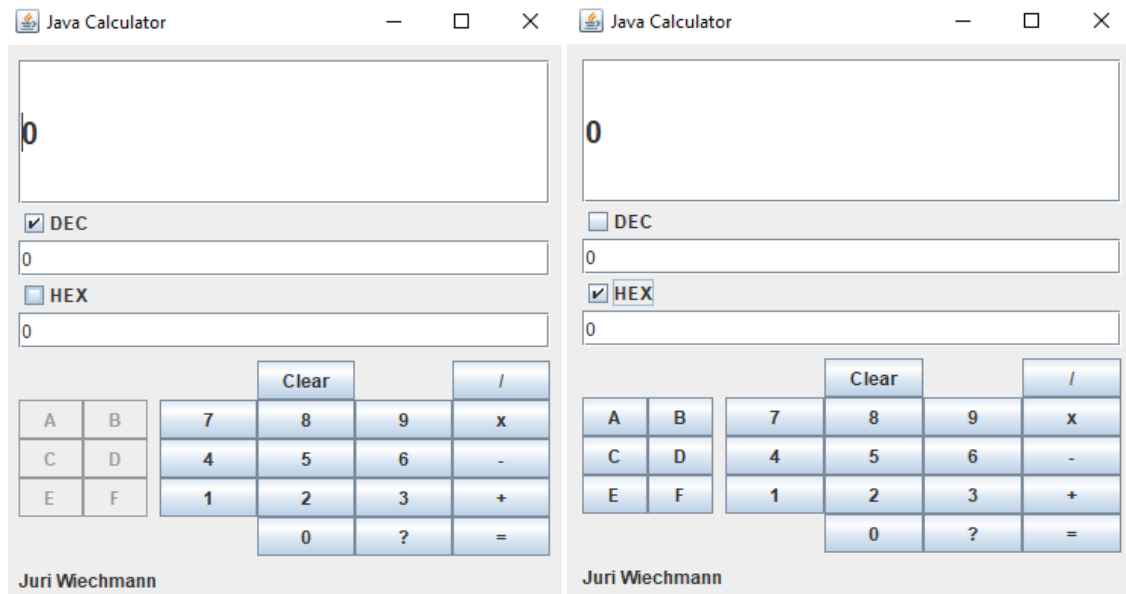 Java Calculator
0
DEC
0
HEX
0
Clear /
A B 7 8 9 x
C D 4 5 6 -
E F 1 2 3 +
0 ? =
Juri Wiechmann
Java Calculator
0
DEC
0
HEX
0
Clear /
A B 7 8 9 x
C D 4 5 6 -
E F 1 2 3 +
0 ? =
Juri Wiechmann